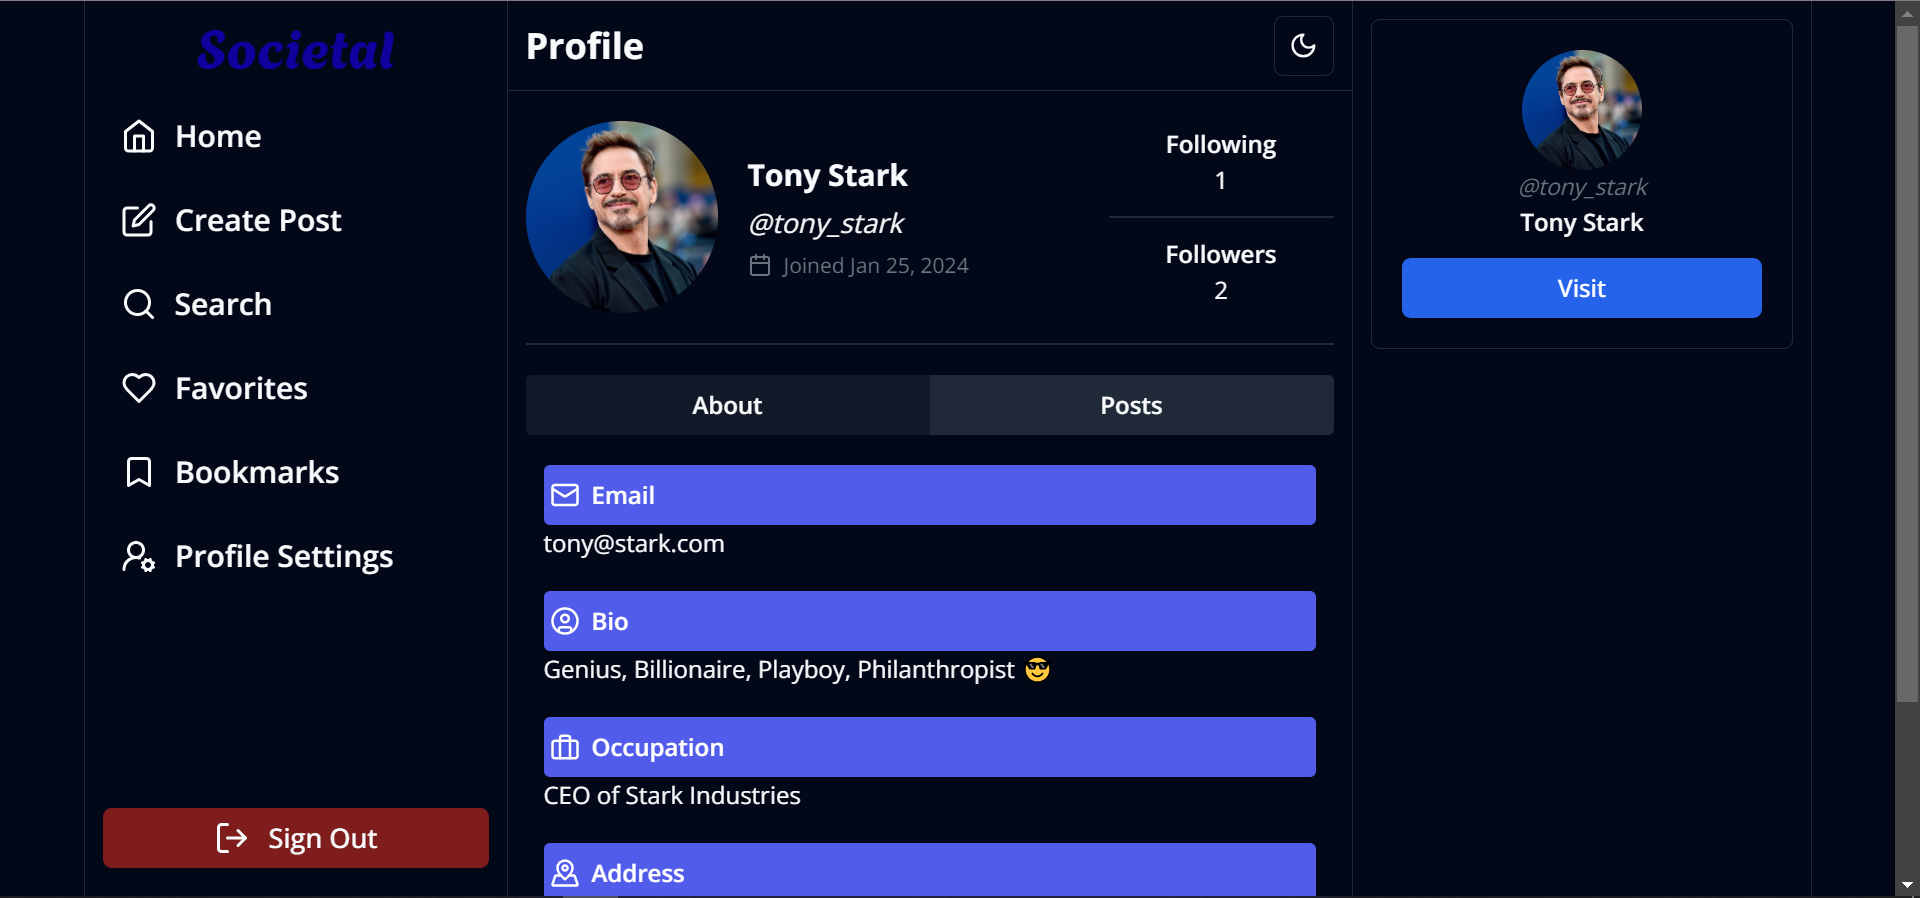 Societal
Home
Create Post
Search
Favorites
Bookmarks
Profile Settings
Sign Out
Profile
Tony Stark
@tony_stark
Joined Jan 25, 2024
Following
1
Followers
2
About
Posts
Email
tony@stark.com
Bio
Genius, Billionaire, Playboy, Philanthropist 😎
Occupation
CEO of Stark Industries
Address
@tony_stark
Tony Stark
Visit